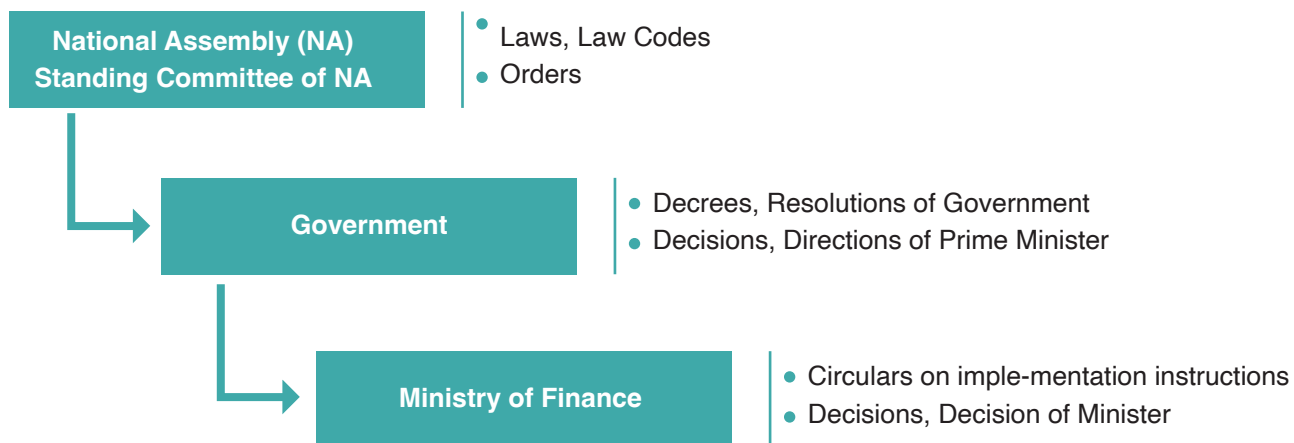 National Assembly (NA)
Standing Committee of NA
• Laws, Law Codes
• Orders
Government
• Decrees, Resolutions of Government
• Decisions, Directions of Prime Minister
Ministry of Finance
• Circulars on imple-mentation instructions
• Decisions, Decision of Minister